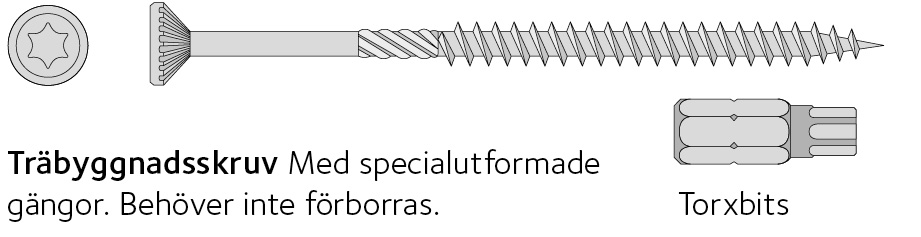 Träbyggnadsskruv Med specialutformade
gängor. Behöver inte förborras.
Torxbits